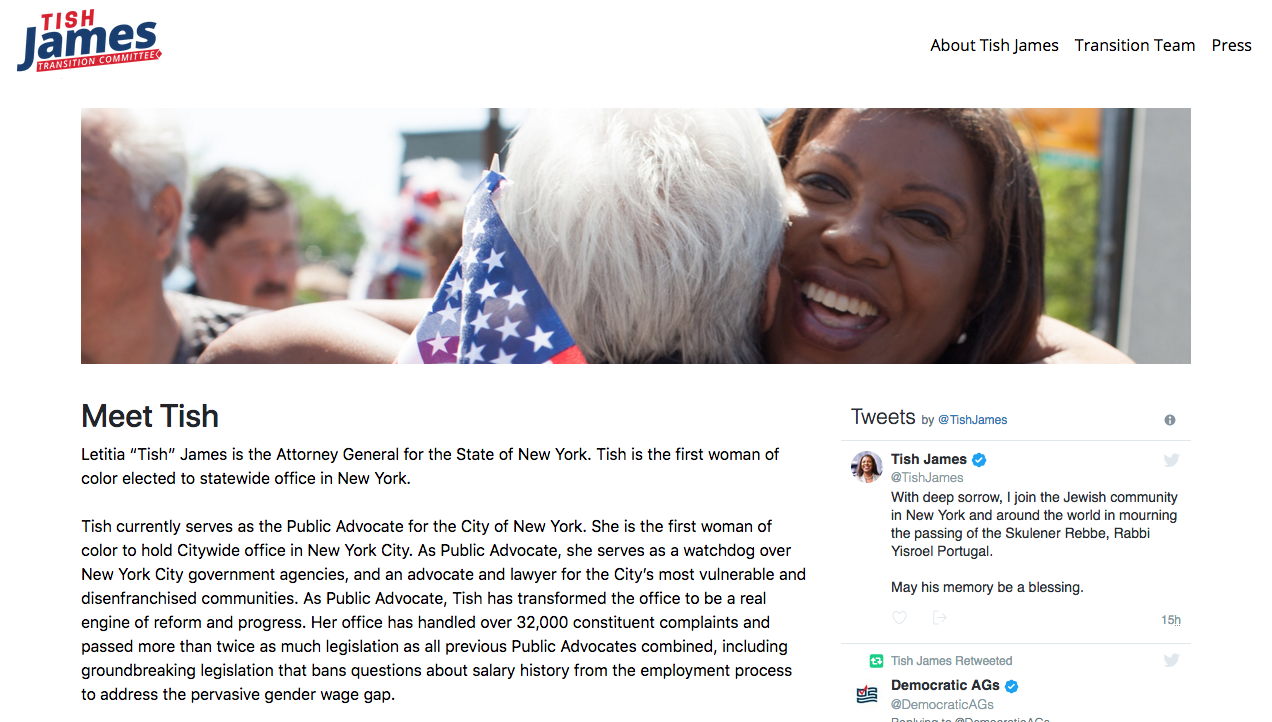 TISH
James
TRANSITION COMMITTEE
About Tish James
Transition Team
Press
Meet Tish
Letitia “Tish” James is the Attorney General for the State of New York. Tish is the first woman of
color elected to statewide office in New York.
Tish currently serves as the Public Advocate for the City of New York. She is the first woman of
color to hold Citywide office in New York City. As Public Advocate, she serves as a watchdog over
New York City government agencies, and an advocate and lawyer for the City’s most vulnerable and
disenfranchised communities. As Public Advocate, Tish has transformed the office to be a real
engine of reform and progress. Her office has handled over 32,000 constituent complaints and
passed more than twice as much legislation as all previous Public Advocates combined, including
groundbreaking legislation that bans questions about salary history from the employment process
to address the pervasive gender wage gap.
Tweets by @TishJames
Tish James
@TishJames
With deep sorrow, I join the Jewish community
in New York and around the world in mourning
the passing of the Skulener Rebbe, Rabbi
Yisroel Portugal.
May his memory be a blessing.
15h
Tish James Retweeted
Democratic AGs
@DemocraticAGs
Replying to @DemocraticAGs